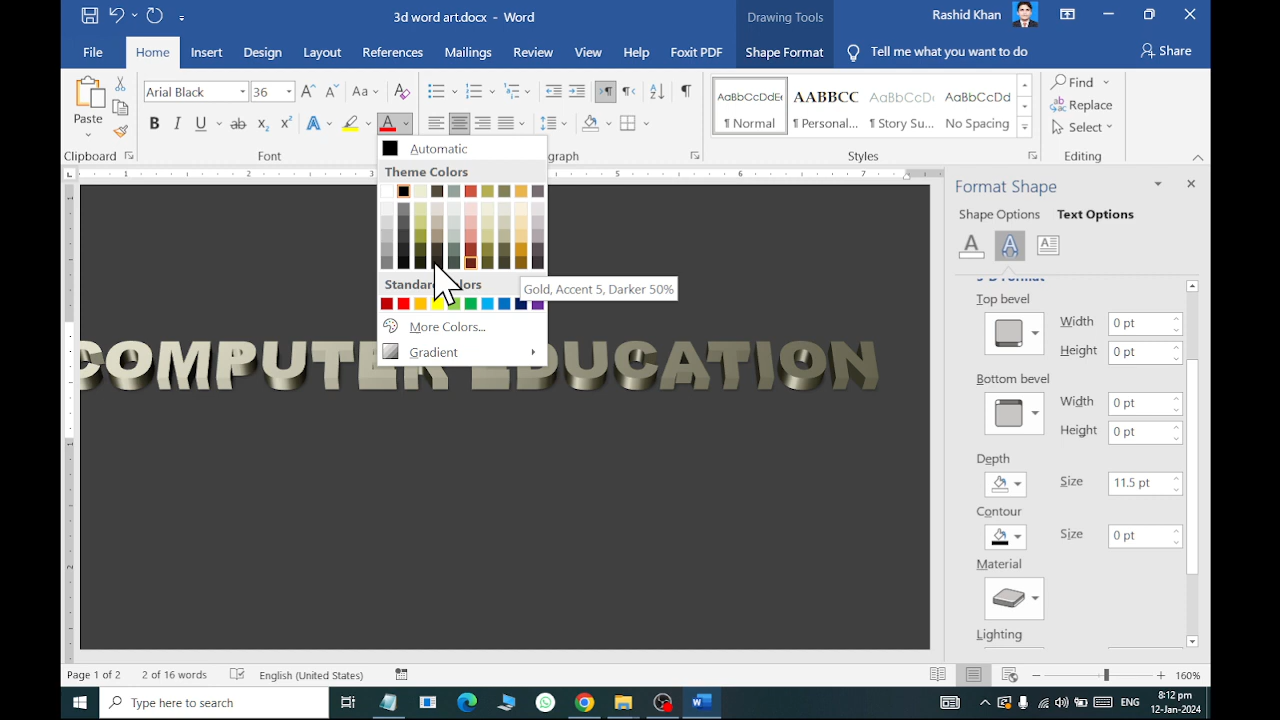 3d word art.docx - Word
Drawing Tools
Rashid Khan
File Home Insert Design Layout References Mailings Review View Help Foxit PDF Shape Format Tell me what you want to do Share
Paste
Clipboard
Arial Black 36
Font
Paragraph
AaBbCcDdEe
¶ Normal
AABBCC
¶ Personal...
AaBbCcDd
¶ Story Su...
AaBbCcDd
No Spacing
Styles
Find
Replace
Select
Editing
Automatic
Theme Colors
Standard Colors
Gold, Accent 5, Darker 50%
More Colors...
Gradient
COMPUTER EDUCATION
Format Shape
Shape Options Text Options
3-D Format
Top bevel
Width 0 pt
Height 0 pt
Bottom bevel
Width 0 pt
Height 0 pt
Depth
Size 11.5 pt
Contour
Size 0 pt
Material
Lighting
Page 1 of 2 2 of 16 words English (United States) 160%
Type here to search
ENG
8:12 pm
12-Jan-2024